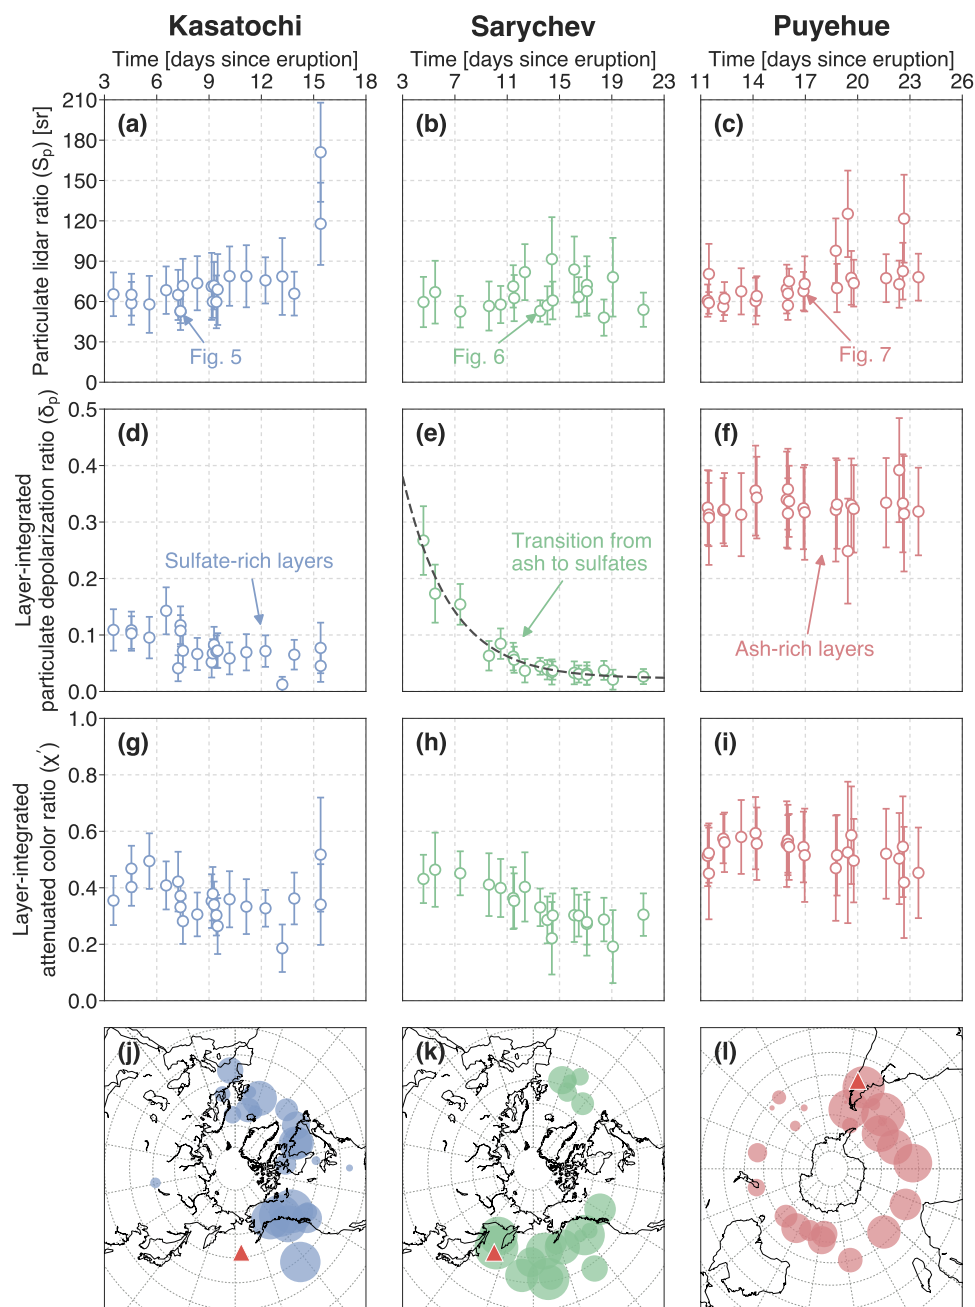 Kasatochi Sarychev Puyehue
Time [days since eruption] Time [days since eruption] Time [days since eruption]
3 6 9 12 15 18 3 7 11 15 19 23 11 14 17 20 23 26
Particulate lidar ratio (Sp) [sr]
210
180
150
120
90
60
30
0
(a) (b) (c)
Fig. 5 Fig. 6 Fig. 7
Layer-integrated
particulate depolarization ratio (δp)
0.5
0.4
0.3
0.2
0.1
0.0
(d) (e) (f)
Sulfate-rich layers
Transition from
ash to sulfates
Ash-rich layers
Layer-integrated
attenuated color ratio (χ′)
1.0
0.8
0.6
0.4
0.2
0.0
(g) (h) (i)
(j) (k) (l)